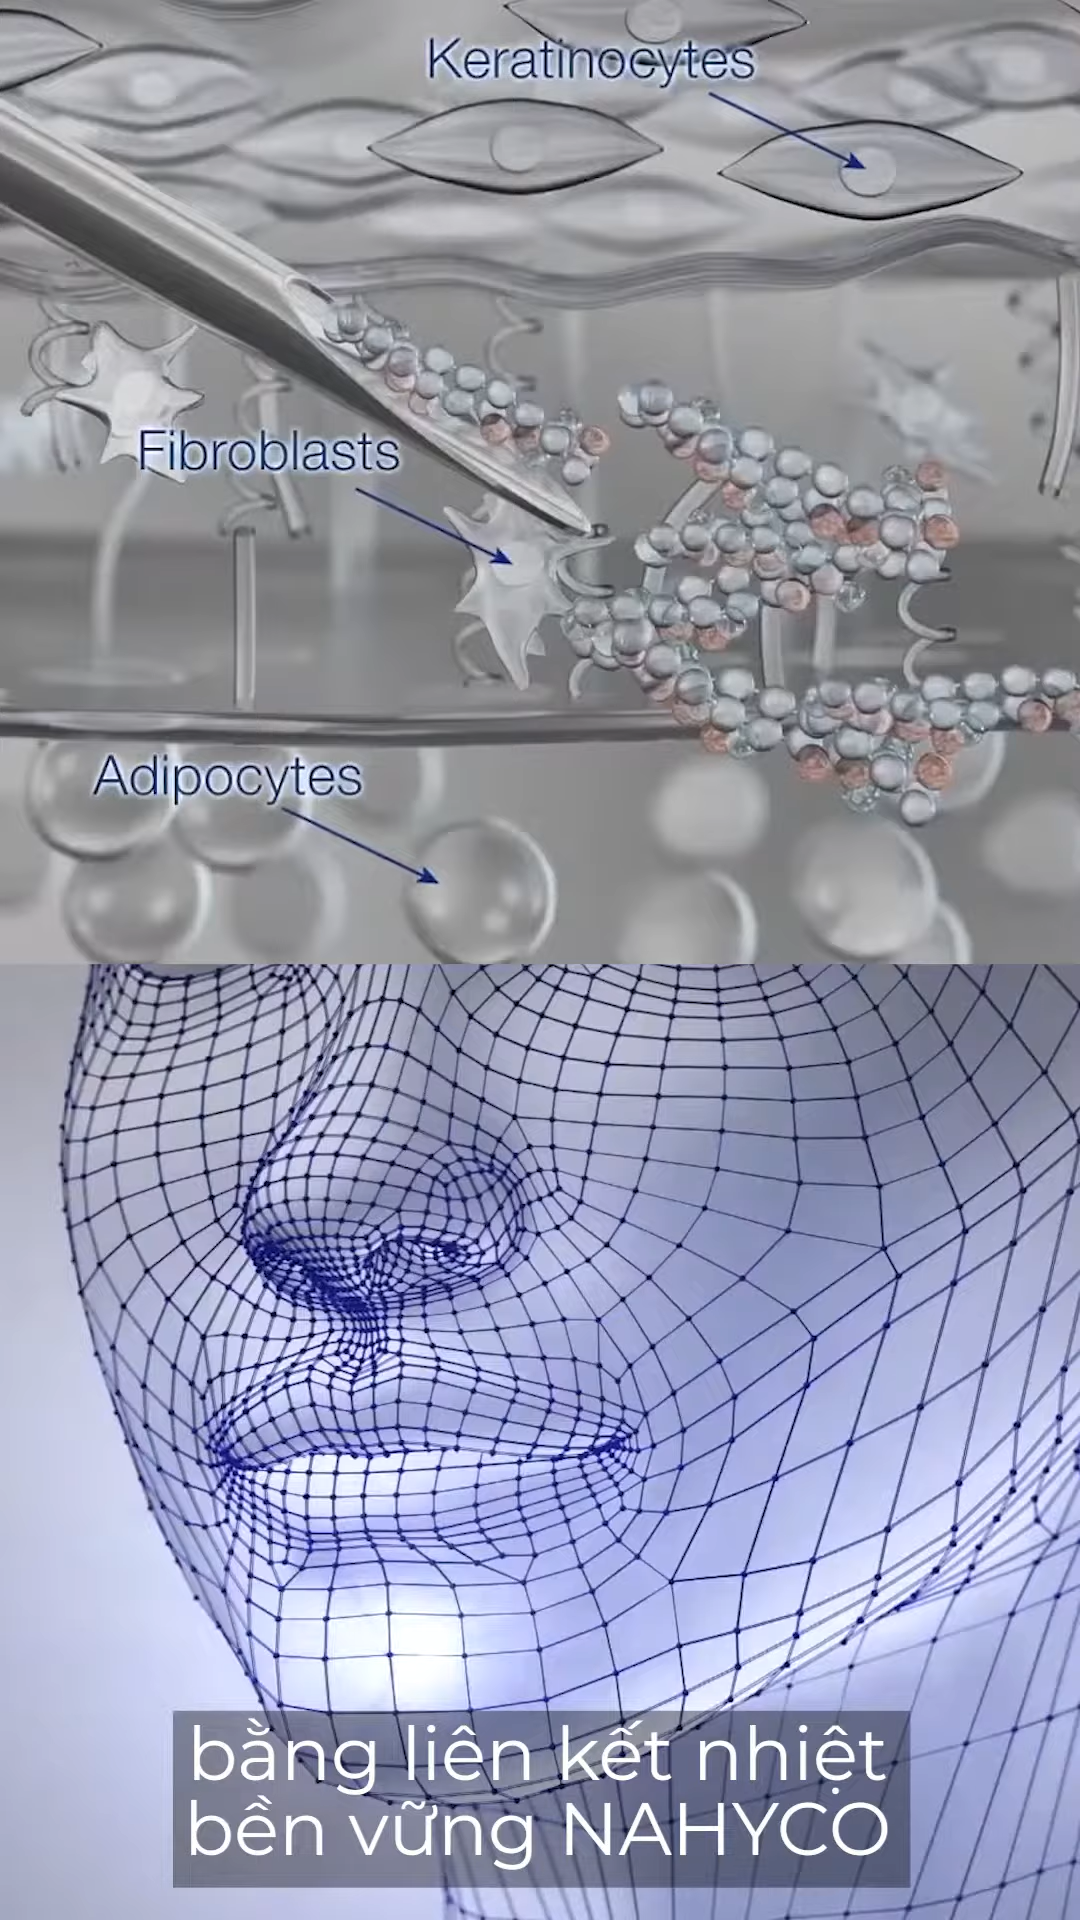 Keratinocytes
Fibroblasts
Adipocytes
bằng liên kết nhiệt
bền vững NAHYCO